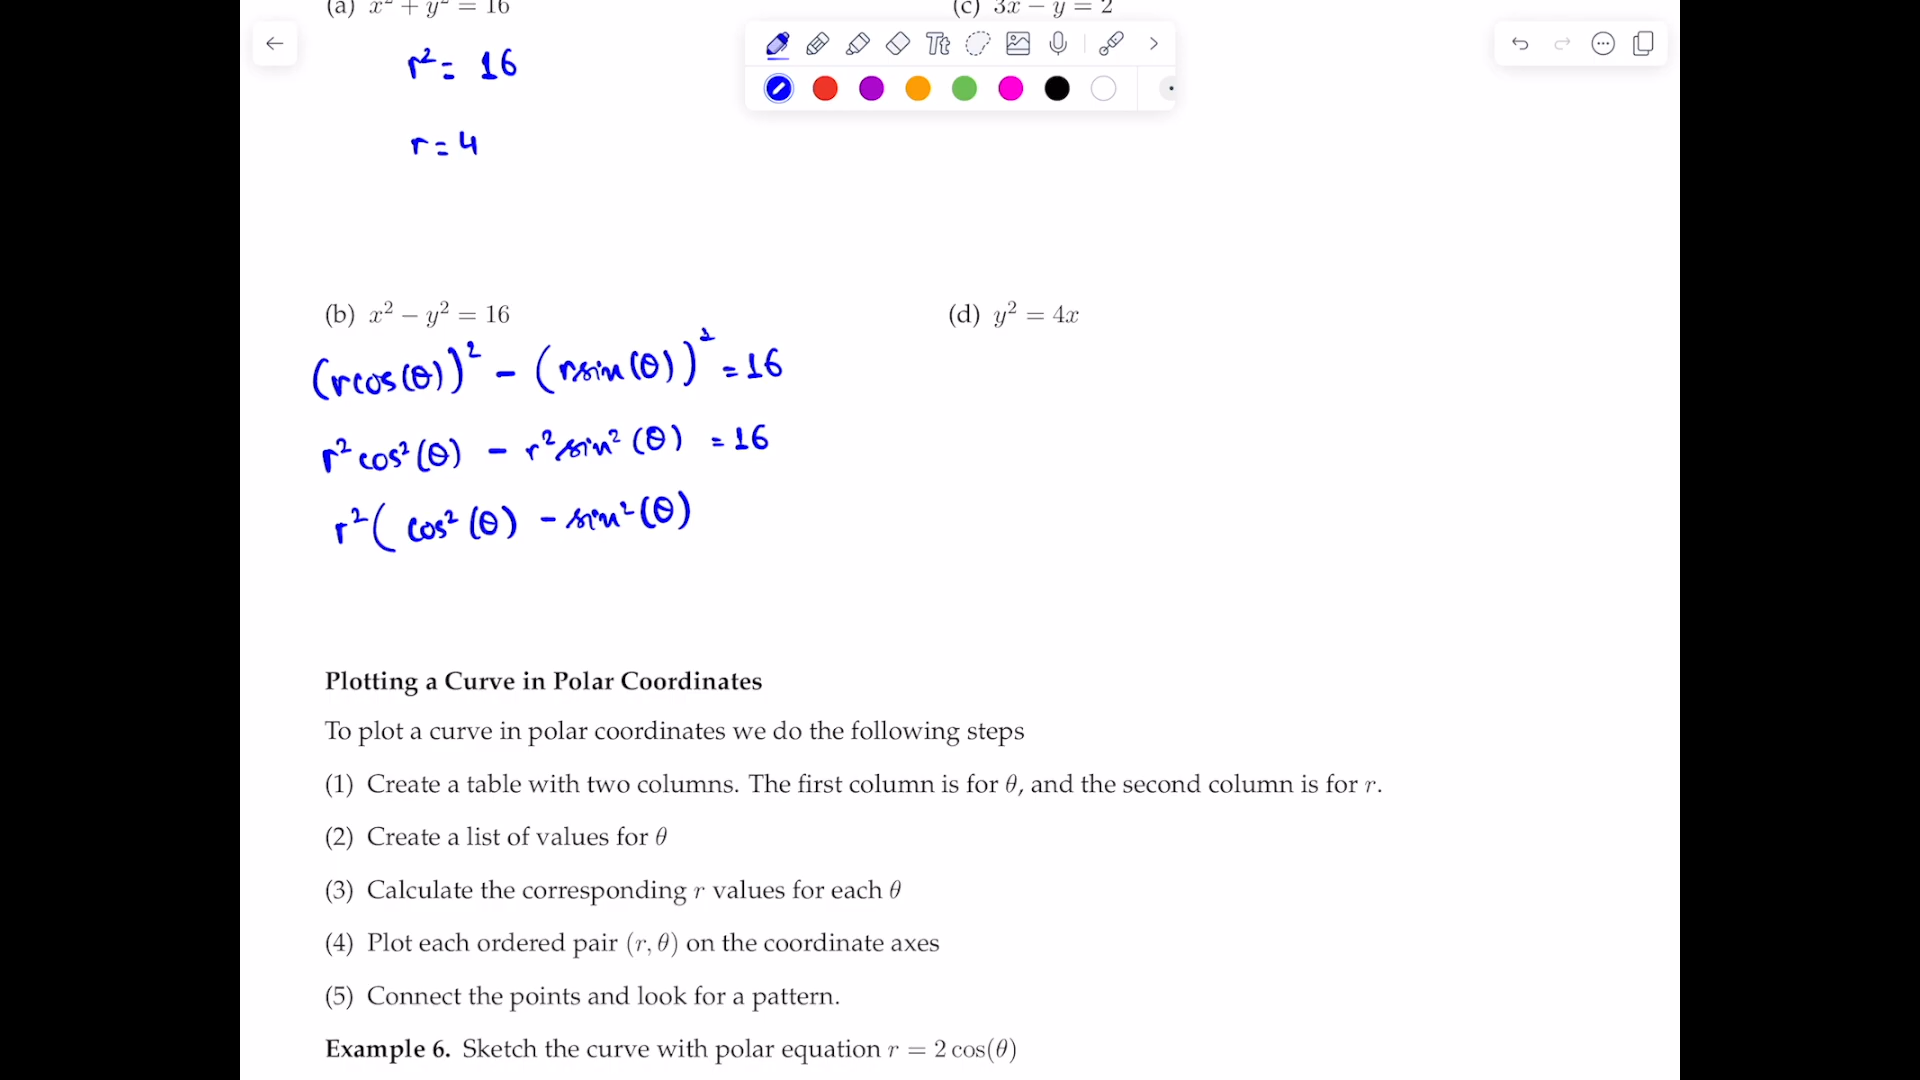 (a) x² + y² = 16
(c) 3x − y = 2
r² = 16
r = 4
Tt
(b) x² − y² = 16
(d) y² = 4x
(rcos(θ))² − (rsin(θ))² = 16
r² cos² (θ) − r² sin² (θ) = 16
r² ( cos² (θ) − sin² (θ)
Plotting a Curve in Polar Coordinates
To plot a curve in polar coordinates we do the following steps
(1) Create a table with two columns. The first column is for θ, and the second column is for r.
(2) Create a list of values for θ
(3) Calculate the corresponding r values for each θ
(4) Plot each ordered pair (r, θ) on the coordinate axes
(5) Connect the points and look for a pattern.
Example 6. Sketch the curve with polar equation r = 2 cos(θ)